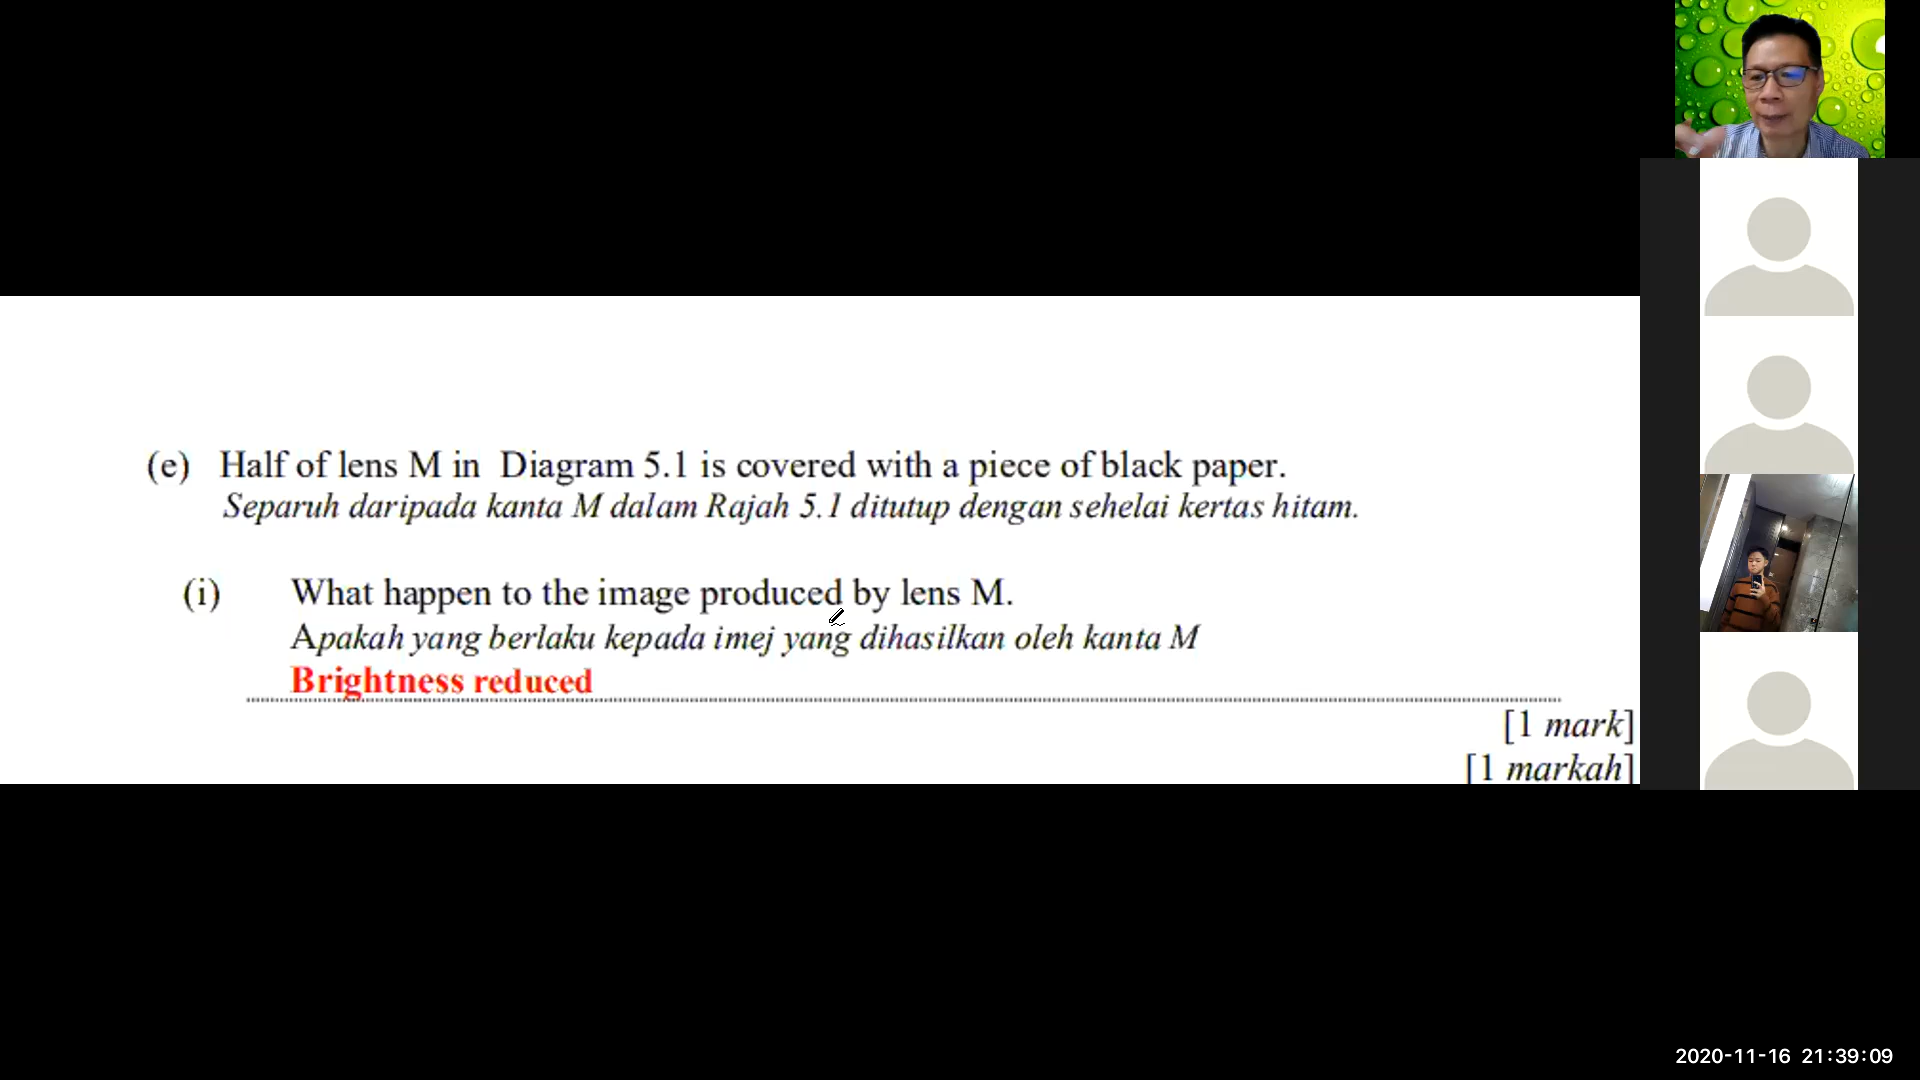 (e) Half of lens M in Diagram 5.1 is covered with a piece of black paper.
Separuh daripada kanta M dalam Rajah 5.1 ditutup dengan sehelai kertas hitam.
(i) What happen to the image produced by lens M.
Apakah yang berlaku kepada imej yang dihasilkan oleh kanta M
Brightness reduced
[1 mark]
[1 markah]
2020-11-16 21:39:09